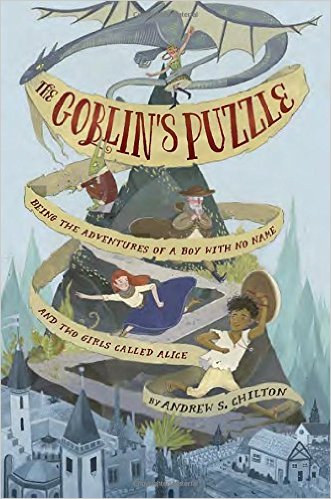 THE
GOBLIN'S PUZZLE
BEING THE ADVENTURES OF A BOY WITH NO NAME
AND TWO GIRLS CALLED ALICE
BY ANDREW S. CHILTON